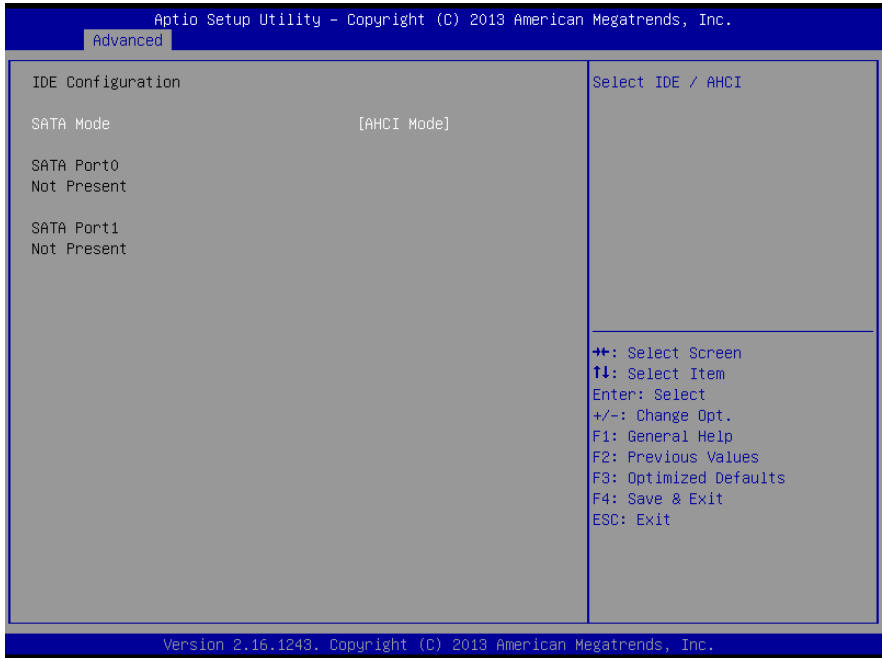 Aptio Setup Utility – Copyright (C) 2013 American Megatrends, Inc.
Advanced
IDE Configuration
SATA Mode [AHCI Mode]
SATA Port0
Not Present
SATA Port1
Not Present
Select IDE / AHCI
→←: Select Screen
↑↓: Select Item
Enter: Select
+/-: Change Opt.
F1: General Help
F2: Previous Values
F3: Optimized Defaults
F4: Save & Exit
ESC: Exit
Version 2.16.1243. Copyright (C) 2013 American Megatrends, Inc.